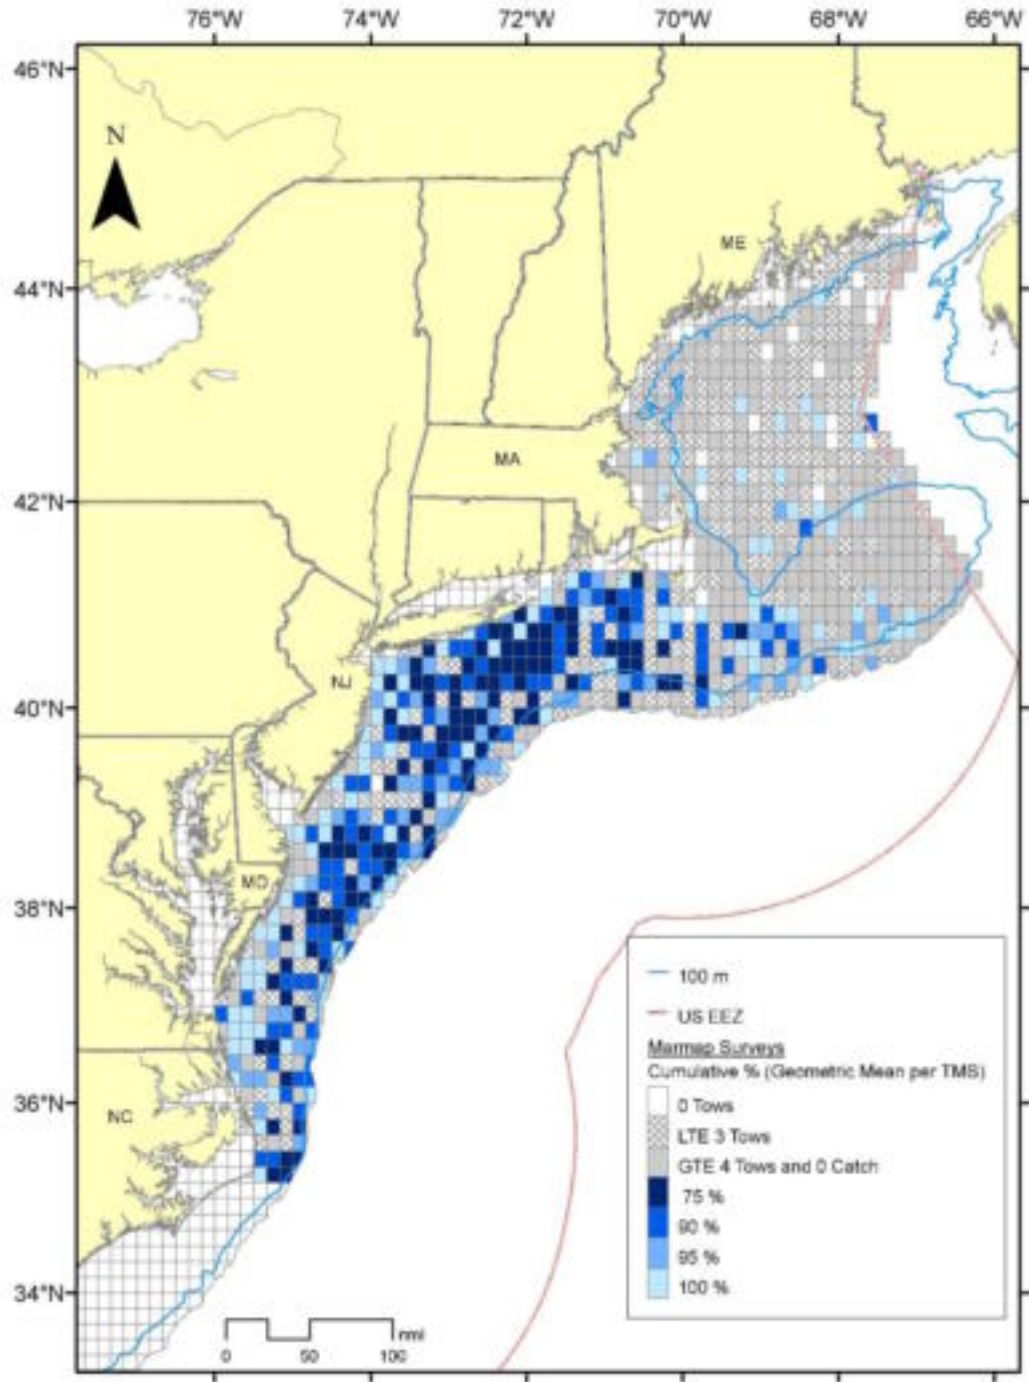 76°W 74°W 72°W 70°W 68°W 66°W
46°N
N
ME
44°N
MA
42°N
NJ
40°N
MD
38°N
100 m
US EEZ
Marmap Surveys
Cumulative % (Geometric Mean per TMS)
36°N
0 Tows
NC
LTE 3 Tows
GTE 4 Tows and 0 Catch
75 %
90 %
95 %
100 %
34°N
nmi
0 50 100